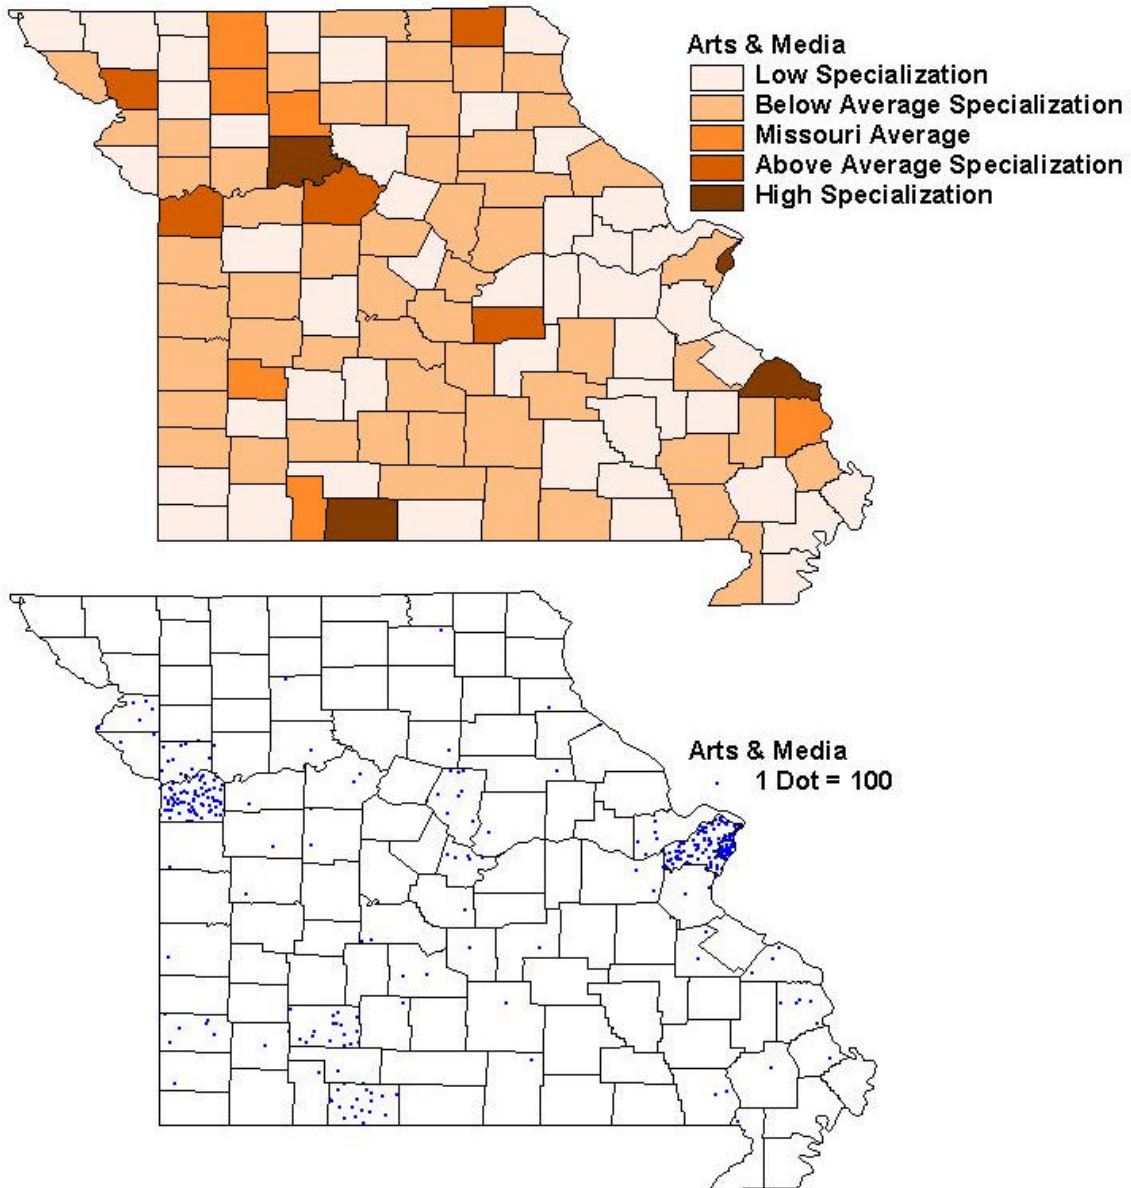 Arts & Media
Low Specialization
Below Average Specialization
Missouri Average
Above Average Specialization
High Specialization
Arts & Media
1 Dot = 100